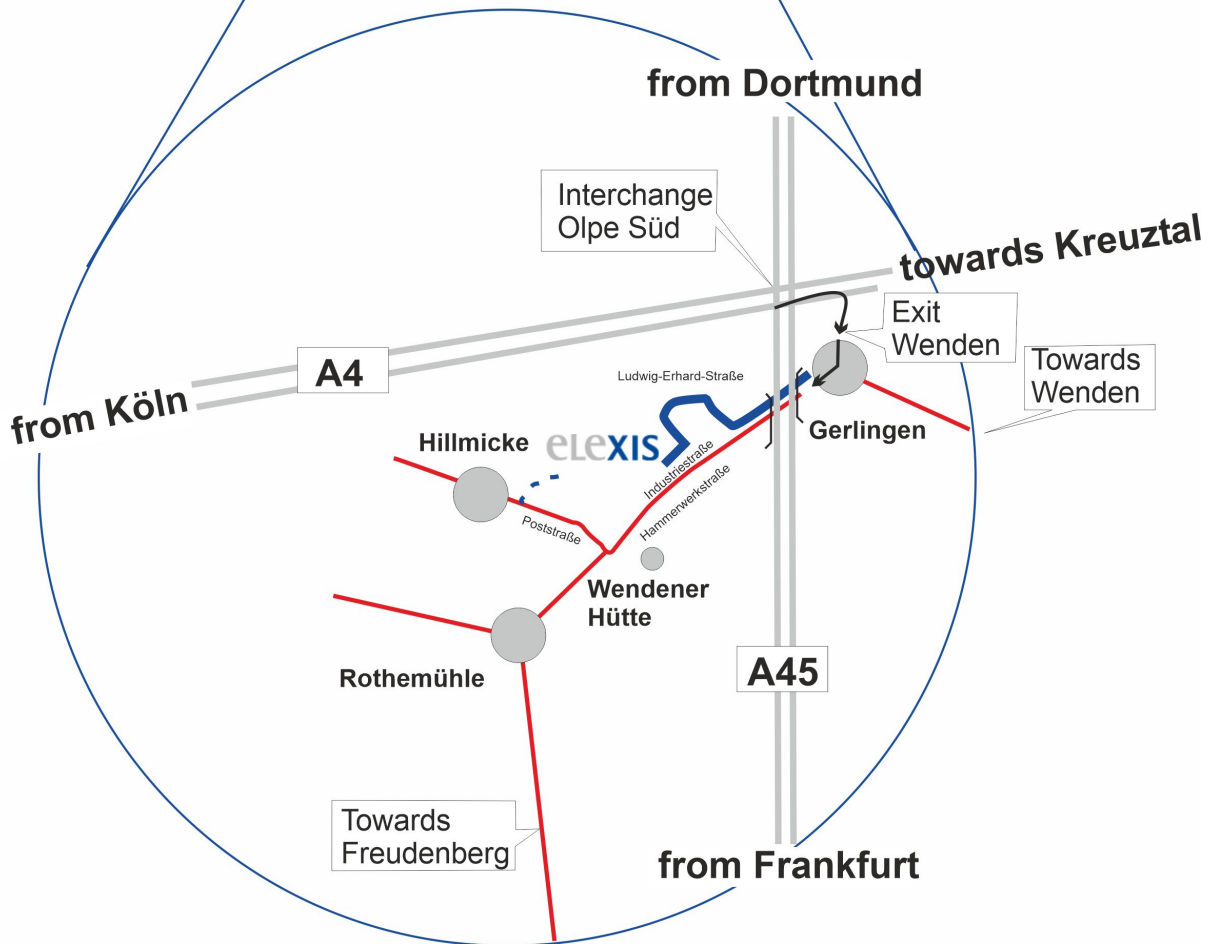 from Dortmund
Interchange
Olpe Süd
towards Kreuztal
Exit
Wenden
Towards
Wenden
A4
from Köln
Ludwig-Erhard-Straße
Gerlingen
Hillmicke
eLeXIS
Industriestraße
Hammerwerkstraße
Poststraße
Wendener
Hütte
Rothemühle
A45
Towards
Freudenberg
from Frankfurt